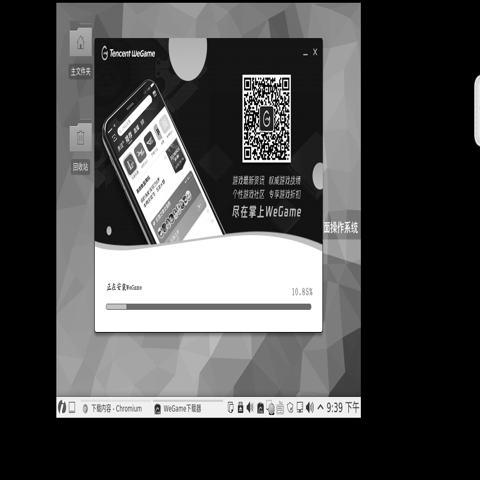 主文件夹
回收站
Tencent WeGame
游戏最新资讯 权威游戏战绩
个性游戏社区 专享游戏折扣
尽在掌上WeGame
面操作系统
正在安装WeGame
10.85%
下载内容 - Chromium
WeGame下载器
9:39 下午